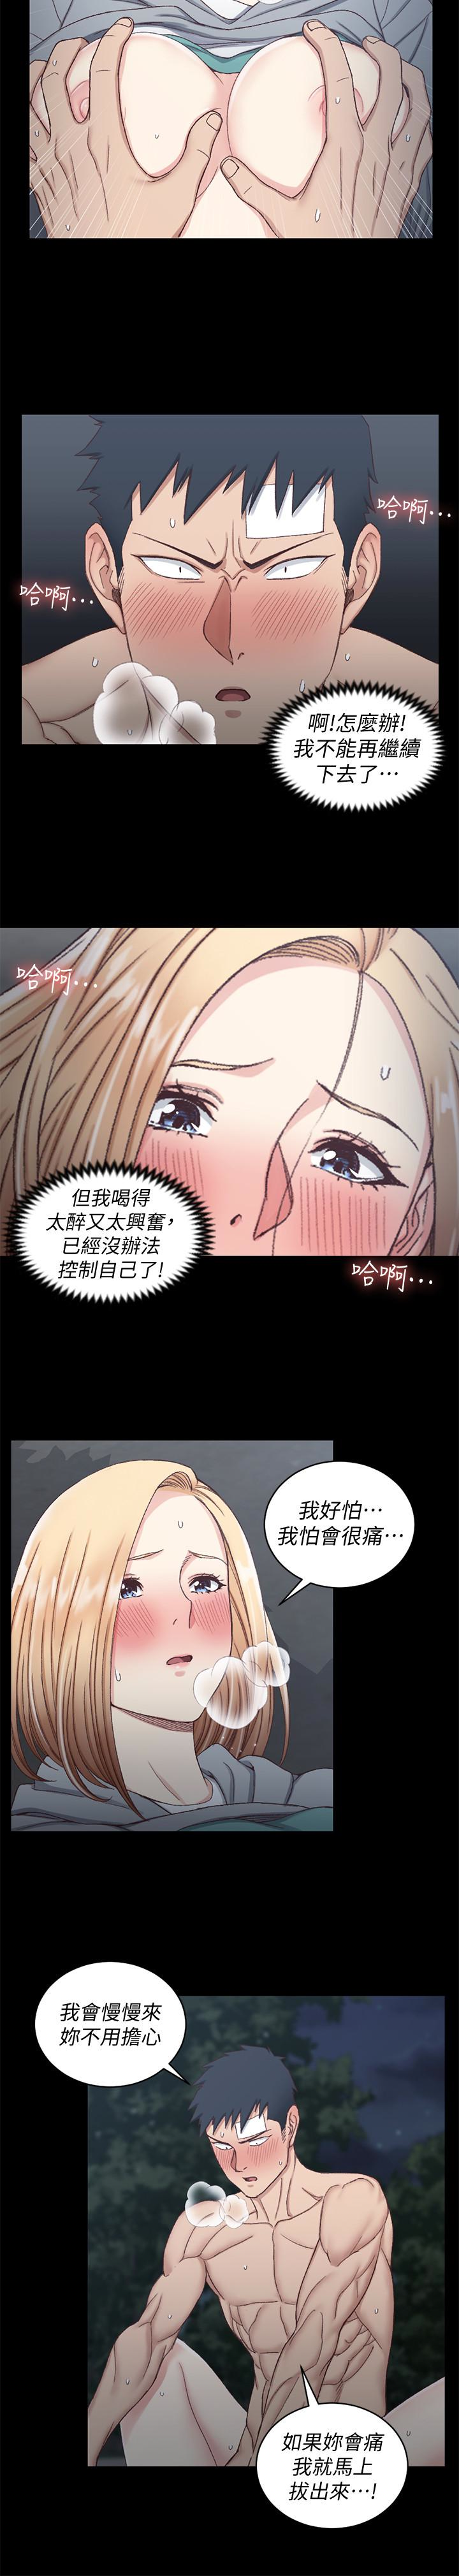 哈啊…
哈啊…
啊!怎麼辦!
我不能再繼續
下去了…
哈啊…
但我喝得
太醉又太興奮,
已經沒辦法
控制自己了!
哈啊…
我好怕…
我怕會很痛…
我會慢慢來
妳不用擔心
如果妳會痛
我就馬上
拔出來…!